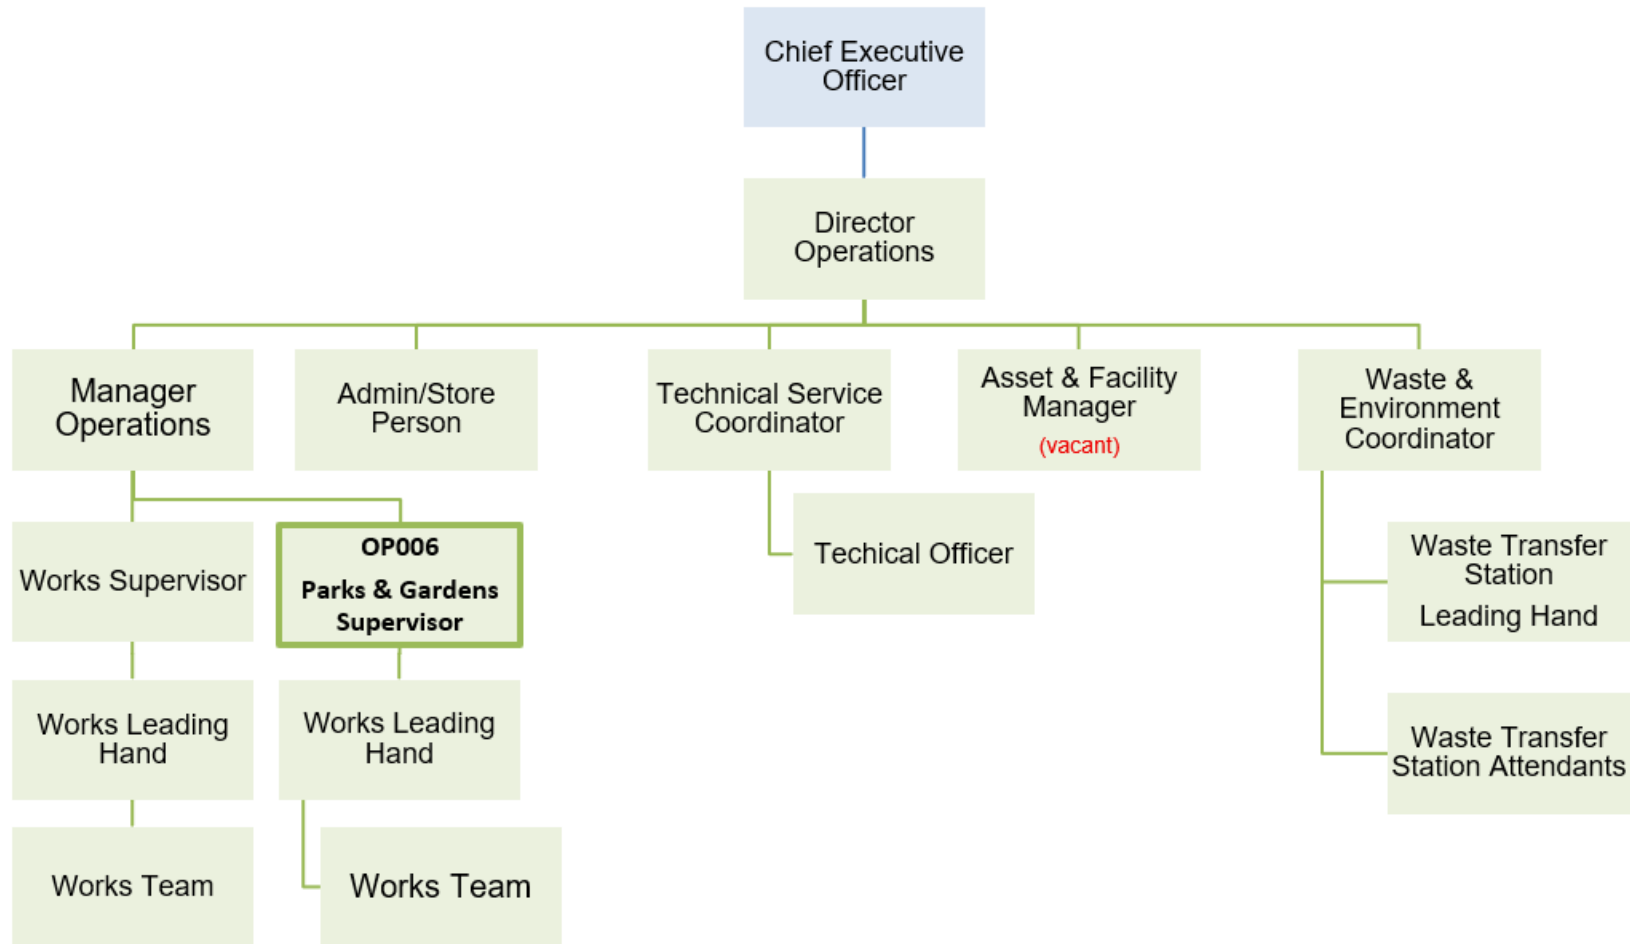 Chief Executive
Officer
Director
Operations
Manager
Operations
Admin/Store
Person
Technical Service
Coordinator
Asset & Facility
Manager
(vacant)
Waste &
Environment
Coordinator
Works Supervisor
OP006
Parks & Gardens
Supervisor
Techical Officer
Waste Transfer
Station
Leading Hand
Works Leading
Hand
Works Leading
Hand
Waste Transfer
Station Attendants
Works Team
Works Team